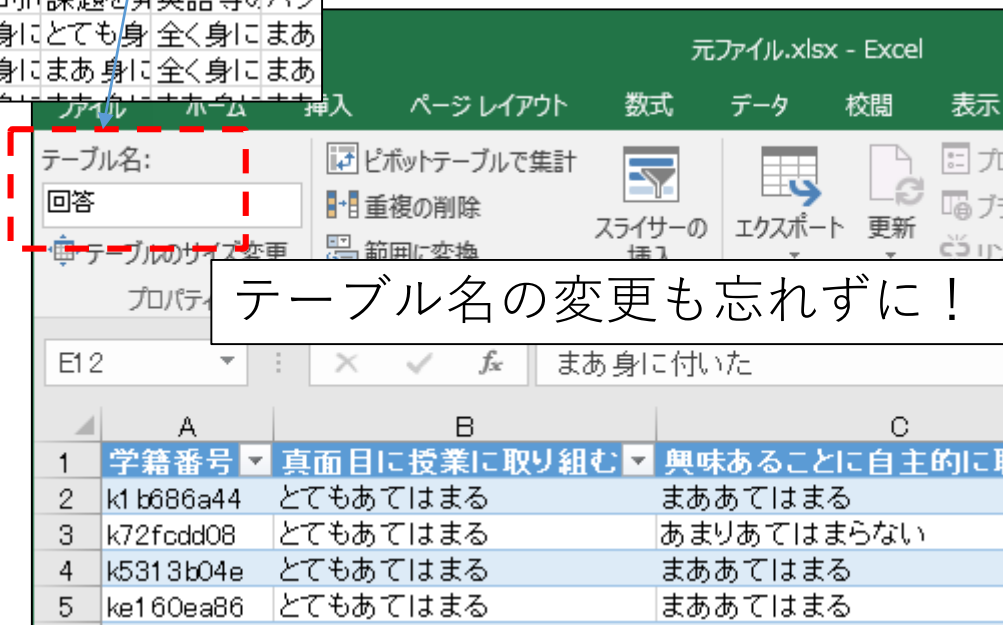 身にとても身 全く身に まあ
身にまあ身に 全く身に まあ
元ファイル.xlsx - Excel
ファイル ホーム 挿入 ページ レイアウト 数式 データ 校閲 表示
テーブル名:
回答
テーブルのサイズ変更
ピボットテーブルで集計
重複の削除
範囲に変換
スライサーの
挿入
エクスポート
更新
プロパティ
テーブル名の変更も忘れずに！
E12 fx まあ身に付いた
A B C
1 学籍番号 真面目に授業に取り組む 興味あることに自主的に
2 k1b686a44 とてもあてはまる まああてはまる
3 k72fcdd08 とてもあてはまる あまりあてはまらない
4 k5313b04e とてもあてはまる まああてはまる
5 ke160ea86 とてもあてはまる まああてはまる